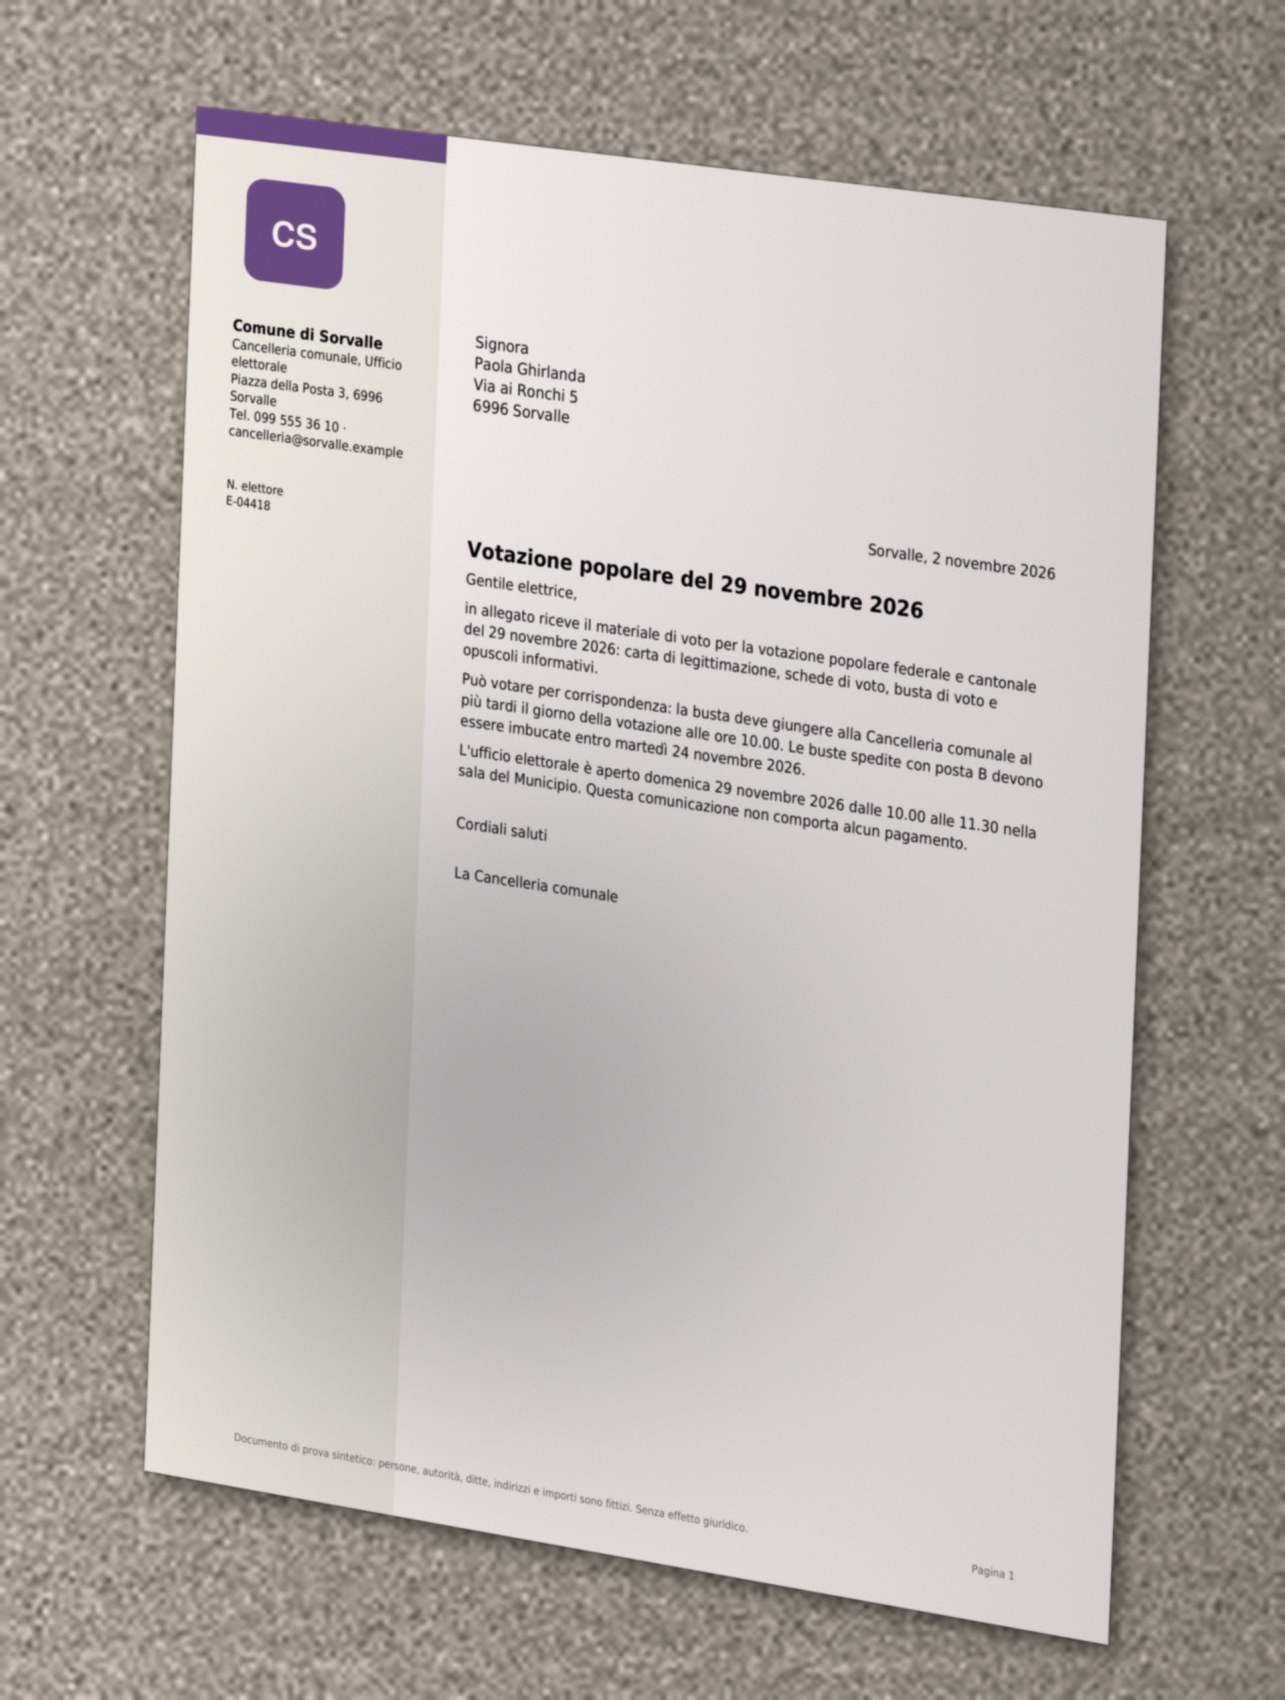 CS
Comune di Sorvalle
Cancelleria comunale, Ufficio
elettorale
Piazza della Posta 3, 6996
Sorvalle
Tel. 099 555 36 10 ·
cancelleria@sorvalle.example
N. elettore
E-04418
Signora
Paola Ghirlanda
Via ai Ronchi 5
6996 Sorvalle
Sorvalle, 2 novembre 2026
Votazione popolare del 29 novembre 2026
Gentile elettrice,
in allegato riceve il materiale di voto per la votazione popolare federale e cantonale
del 29 novembre 2026: carta di legittimazione, schede di voto, busta di voto e
opuscoli informativi.
Può votare per corrispondenza: la busta deve giungere alla Cancelleria comunale al
più tardi il giorno della votazione alle ore 10.00. Le buste spedite con posta B devono
essere imbucate entro martedì 24 novembre 2026.
L'ufficio elettorale è aperto domenica 29 novembre 2026 dalle 10.00 alle 11.30 nella
sala del Municipio. Questa comunicazione non comporta alcun pagamento.
Cordiali saluti
La Cancelleria comunale
Documento di prova sintetico: persone, autorità, ditte, indirizzi e importi sono fittizi. Senza effetto giuridico.
Pagina 1